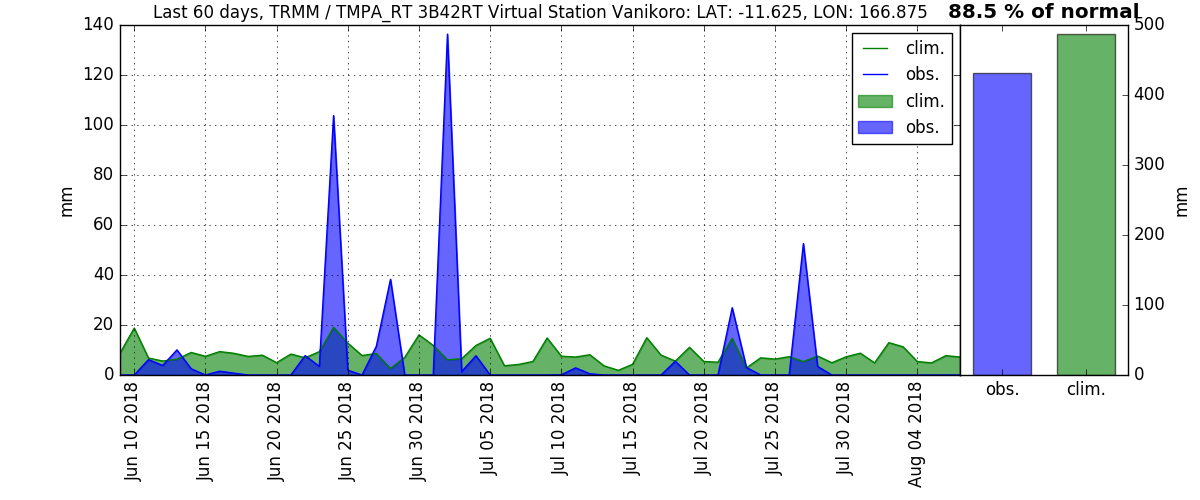 Last 60 days, TRMM / TMPA_RT 3B42RT Virtual Station Vanikoro: LAT: -11.625, LON: 166.875
88.5 % of normal
140
120
100
80
60
40
20
0
mm
clim.
obs.
clim.
obs.
Jun 10 2018
Jun 15 2018
Jun 20 2018
Jun 25 2018
Jun 30 2018
Jul 05 2018
Jul 10 2018
Jul 15 2018
Jul 20 2018
Jul 25 2018
Jul 30 2018
Aug 04 2018
500
400
300
200
100
0
mm
obs.
clim.